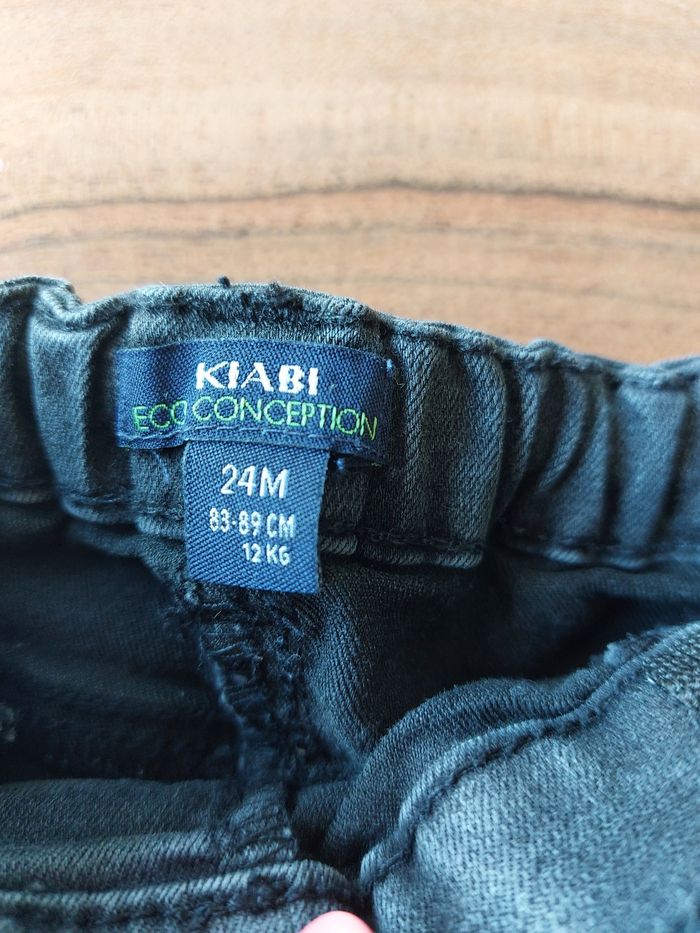 KIABI
ECO CONCEPTION
24M
83-89 CM
12 KG